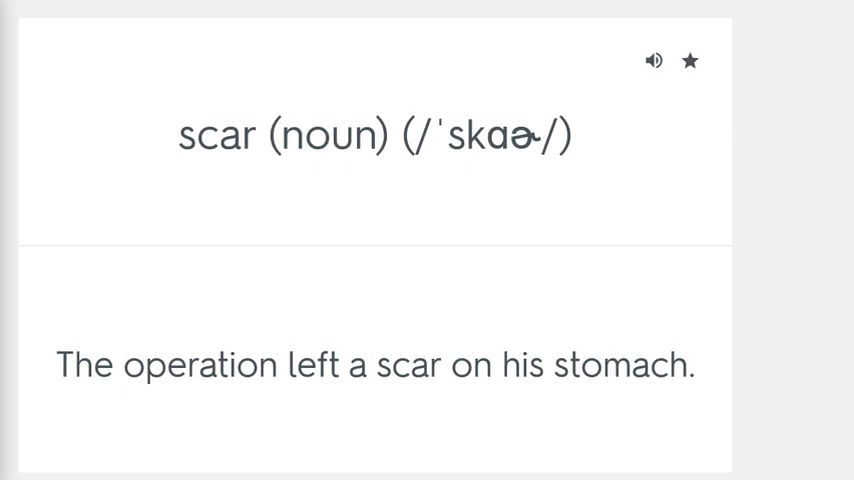 scar (noun) (/ˈskɑɚ/)
The operation left a scar on his stomach.